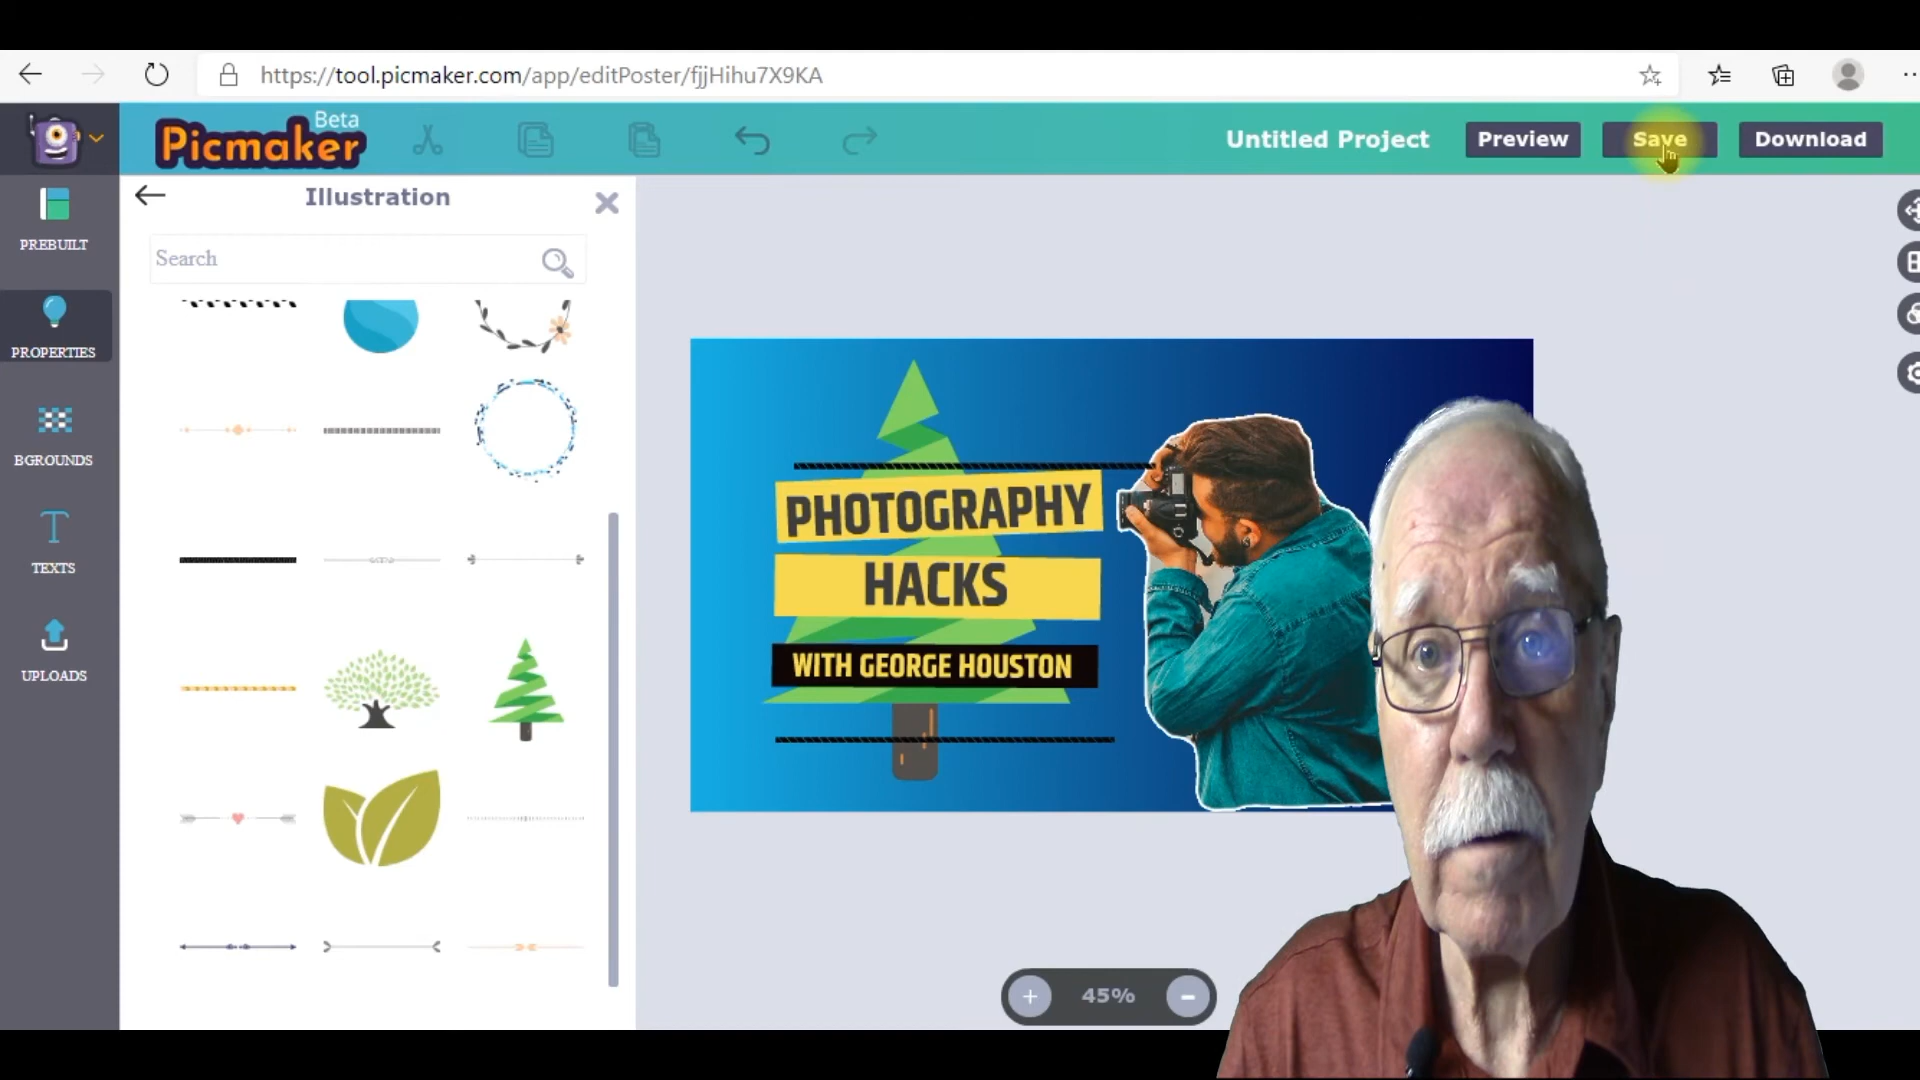 https://tool.picmaker.com/app/editPoster/fjjHihu7X9KA
Picmaker Beta
Untitled Project
Preview
Save
Download
PREBUILT
PROPERTIES
BGROUNDS
TEXTS
UPLOADS
Illustration
Search
PHOTOGRAPHY
HACKS
WITH GEORGE HOUSTON
45%